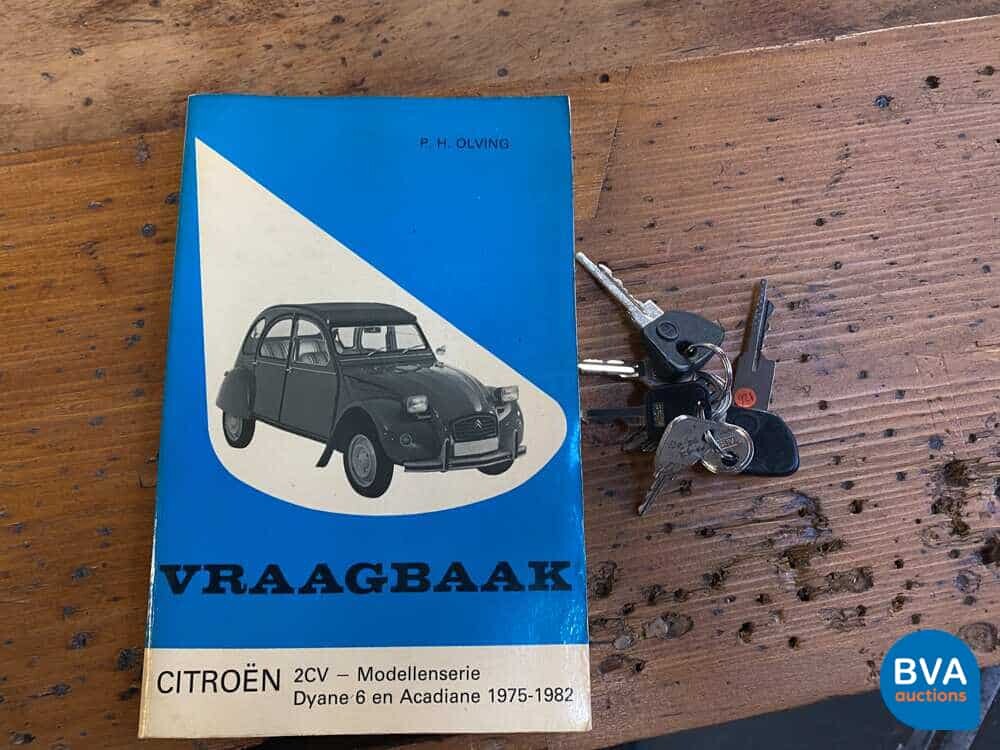 P. H. OLVING
VRAAGBAAK
CITROËN 2CV – Modellenserie
Dyane 6 en Acadiane 1975-1982
BVA
auctions